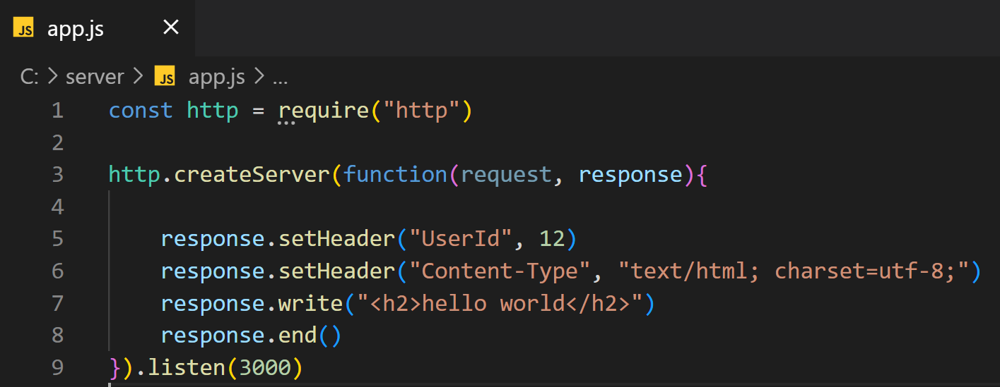 JS app.js ×
C: > server > JS app.js > ...
1 const http = require("http")
2
3 http.createServer(function(request, response){
4
5     response.setHeader("UserId", 12)
6     response.setHeader("Content-Type", "text/html; charset=utf-8;")
7     response.write("<h2>hello world</h2>")
8     response.end()
9 }).listen(3000)